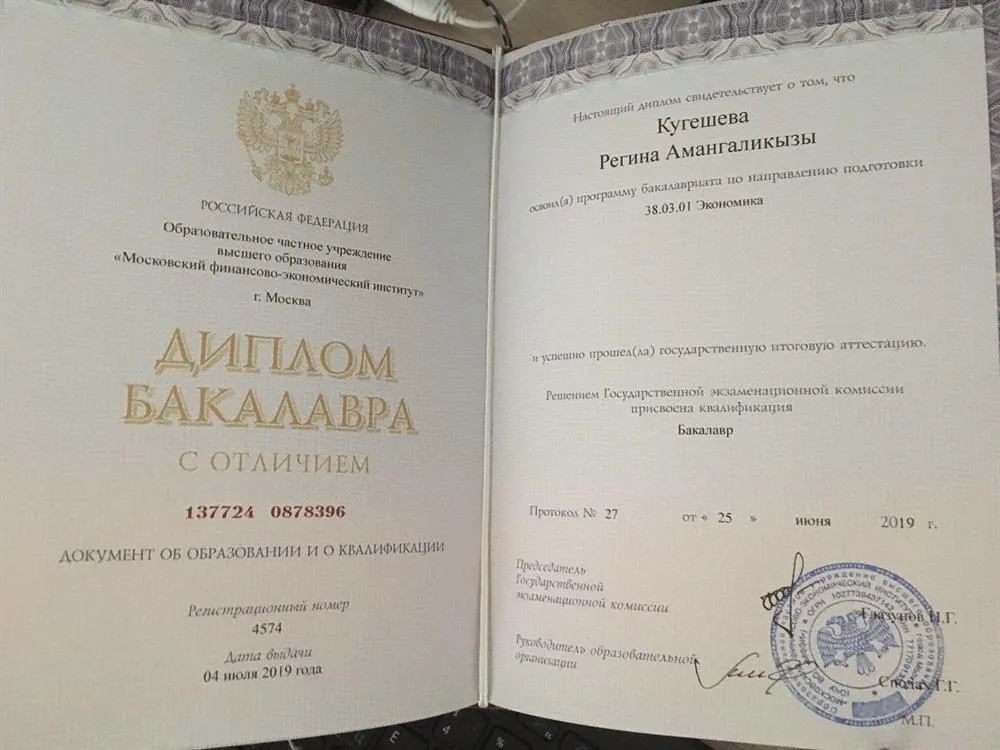 РОССИЙСКАЯ ФЕДЕРАЦИЯ
Образовательное частное учреждение
высшего образования
«Московский финансово-экономический институт»
г. Москва
ДИПЛОМ
БАКАЛАВРА
С ОТЛИЧИЕМ
137724 0878396
ДОКУМЕНТ ОБ ОБРАЗОВАНИИ И О КВАЛИФИКАЦИИ
Регистрационный номер
4574
Дата выдачи
04 июля 2019 года
Настоящий диплом свидетельствует о том, что
Кугешева
Регина Амангаликызы
освоил(а) программу бакалавриата по направлению подготовки
38.03.01 Экономика
и успешно прошел(ла) государственную итоговую аттестацию.
Решением Государственной экзаменационной комиссии
присвоена квалификация
Бакалавр
Протокол № 27 от « 25 » июня 2019 г.
Председатель
Государственной
экзаменационной комиссии
Глазунов
Руководитель образовательной
организации
М.П.